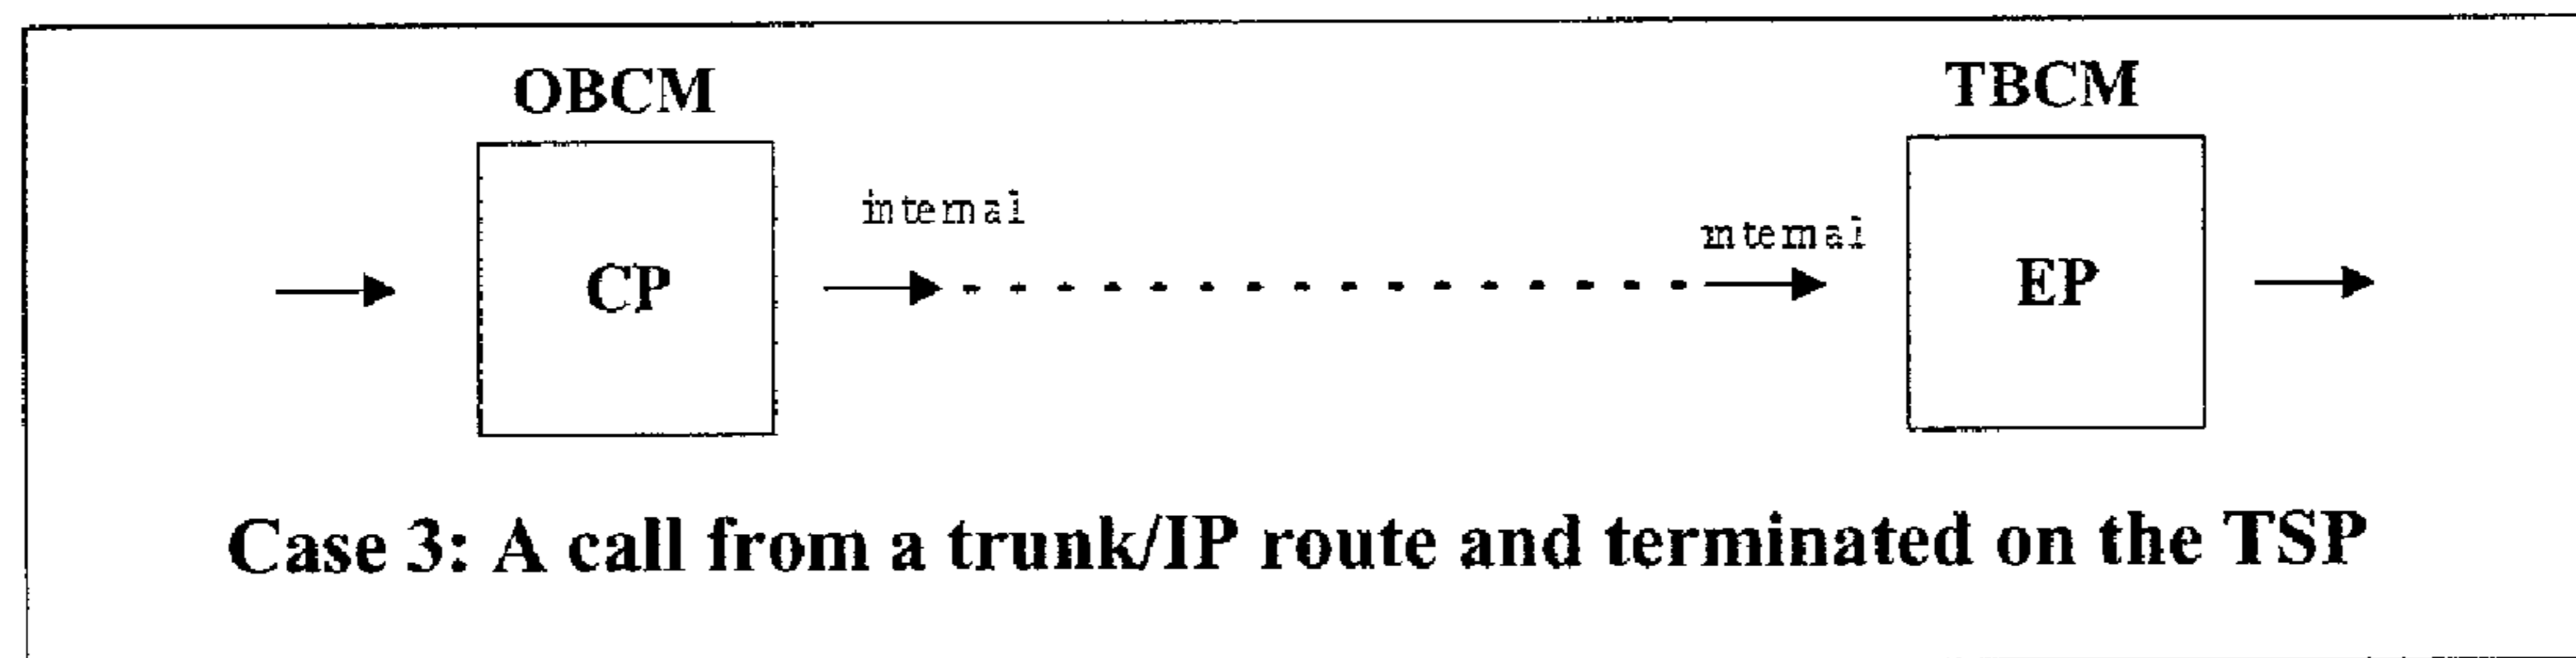 OBCM
TBCM
internal
internal
CP
EP
Case 3: A call from a trunk/IP route and terminated on the TSP